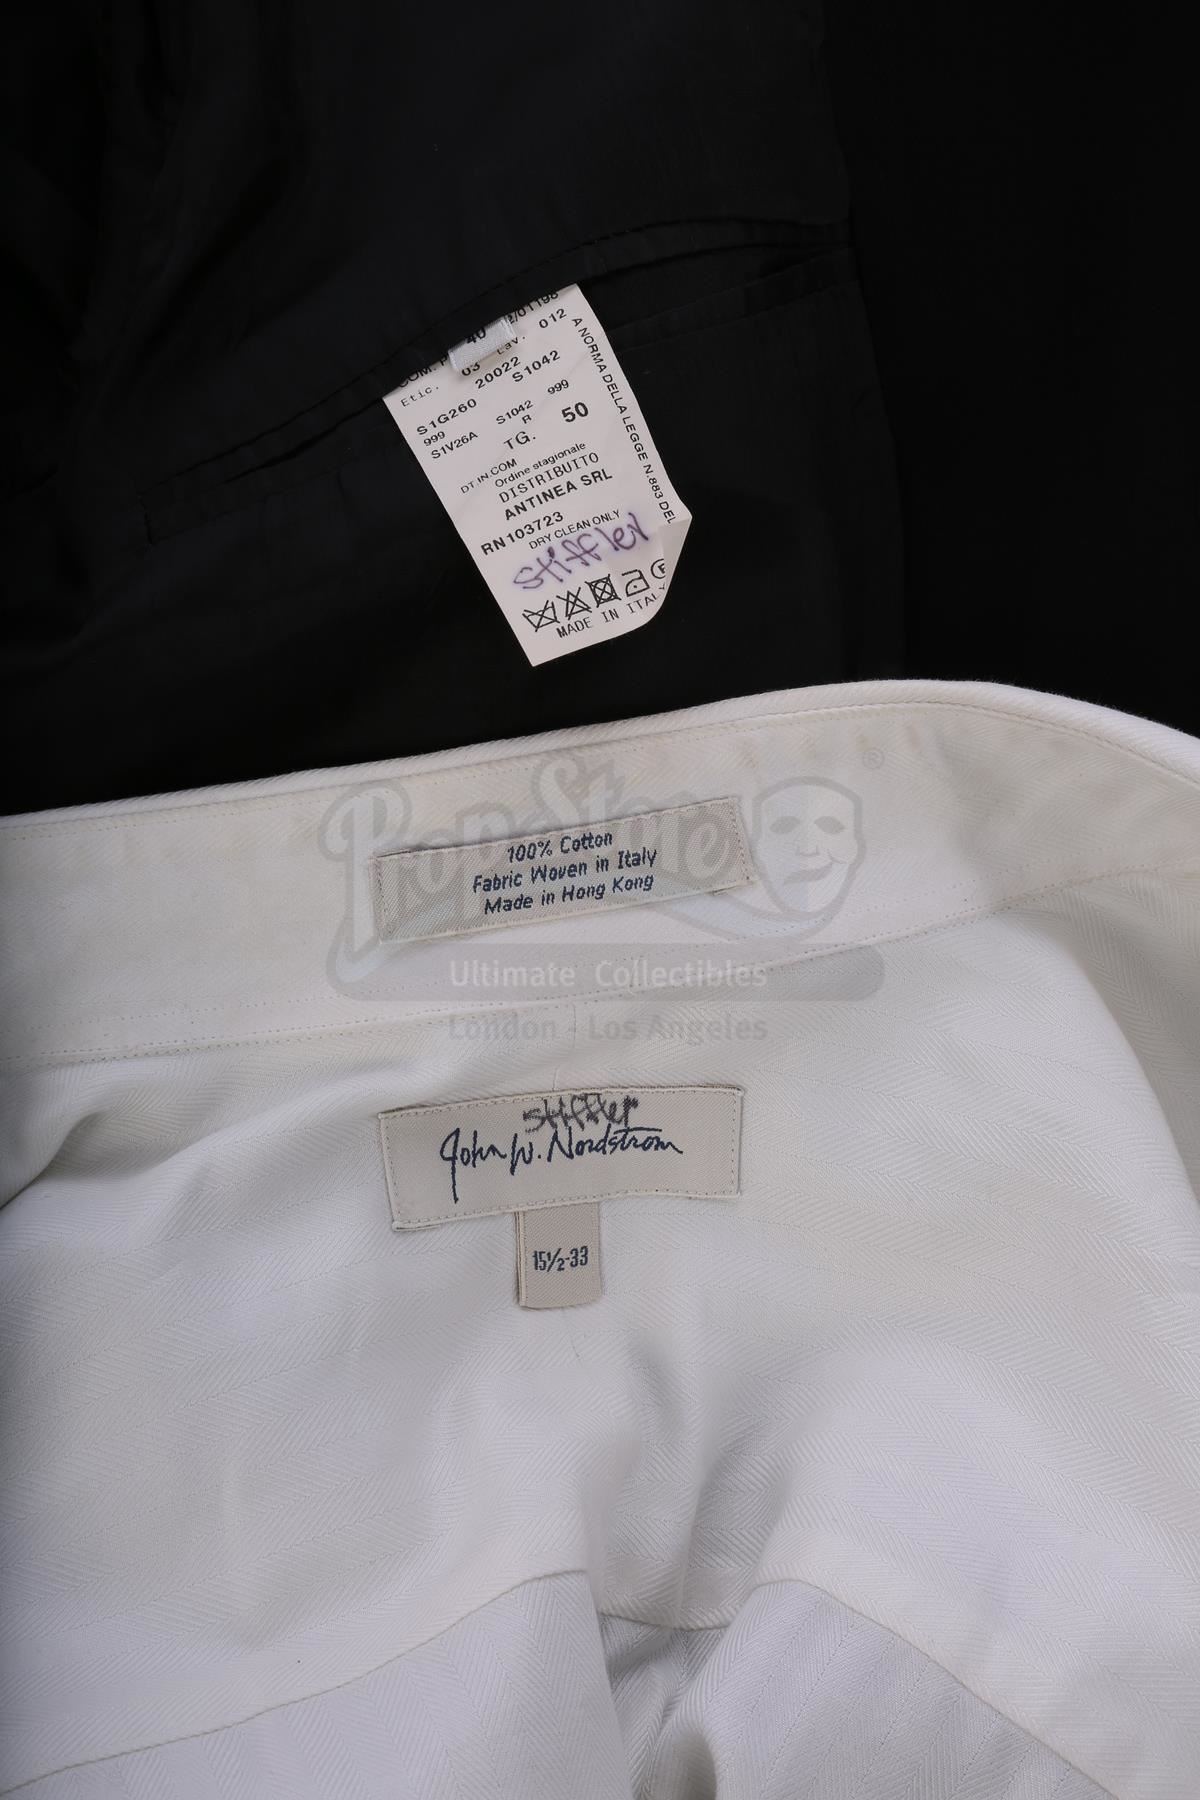 40
2/01198
COM. P
Etic. 03 Lav. 012
20022
S1G260 S1042
999
S1V26A S1042 999
R
TG. 50
DT IN COM
Ordine stagionale
DISTRIBUITO
ANTINEA SRL
RN103723
DRY CLEAN ONLY
stiffler
MADE IN ITAL
A NORMA DELLA LEGGE N.883 DEL
PropStore
®
100% Cotton
Fabric Woven in Italy
Made in Hong Kong
Ultimate Collectibles
London - Los Angeles
stiffler
John W. Nordstrom
15½-33